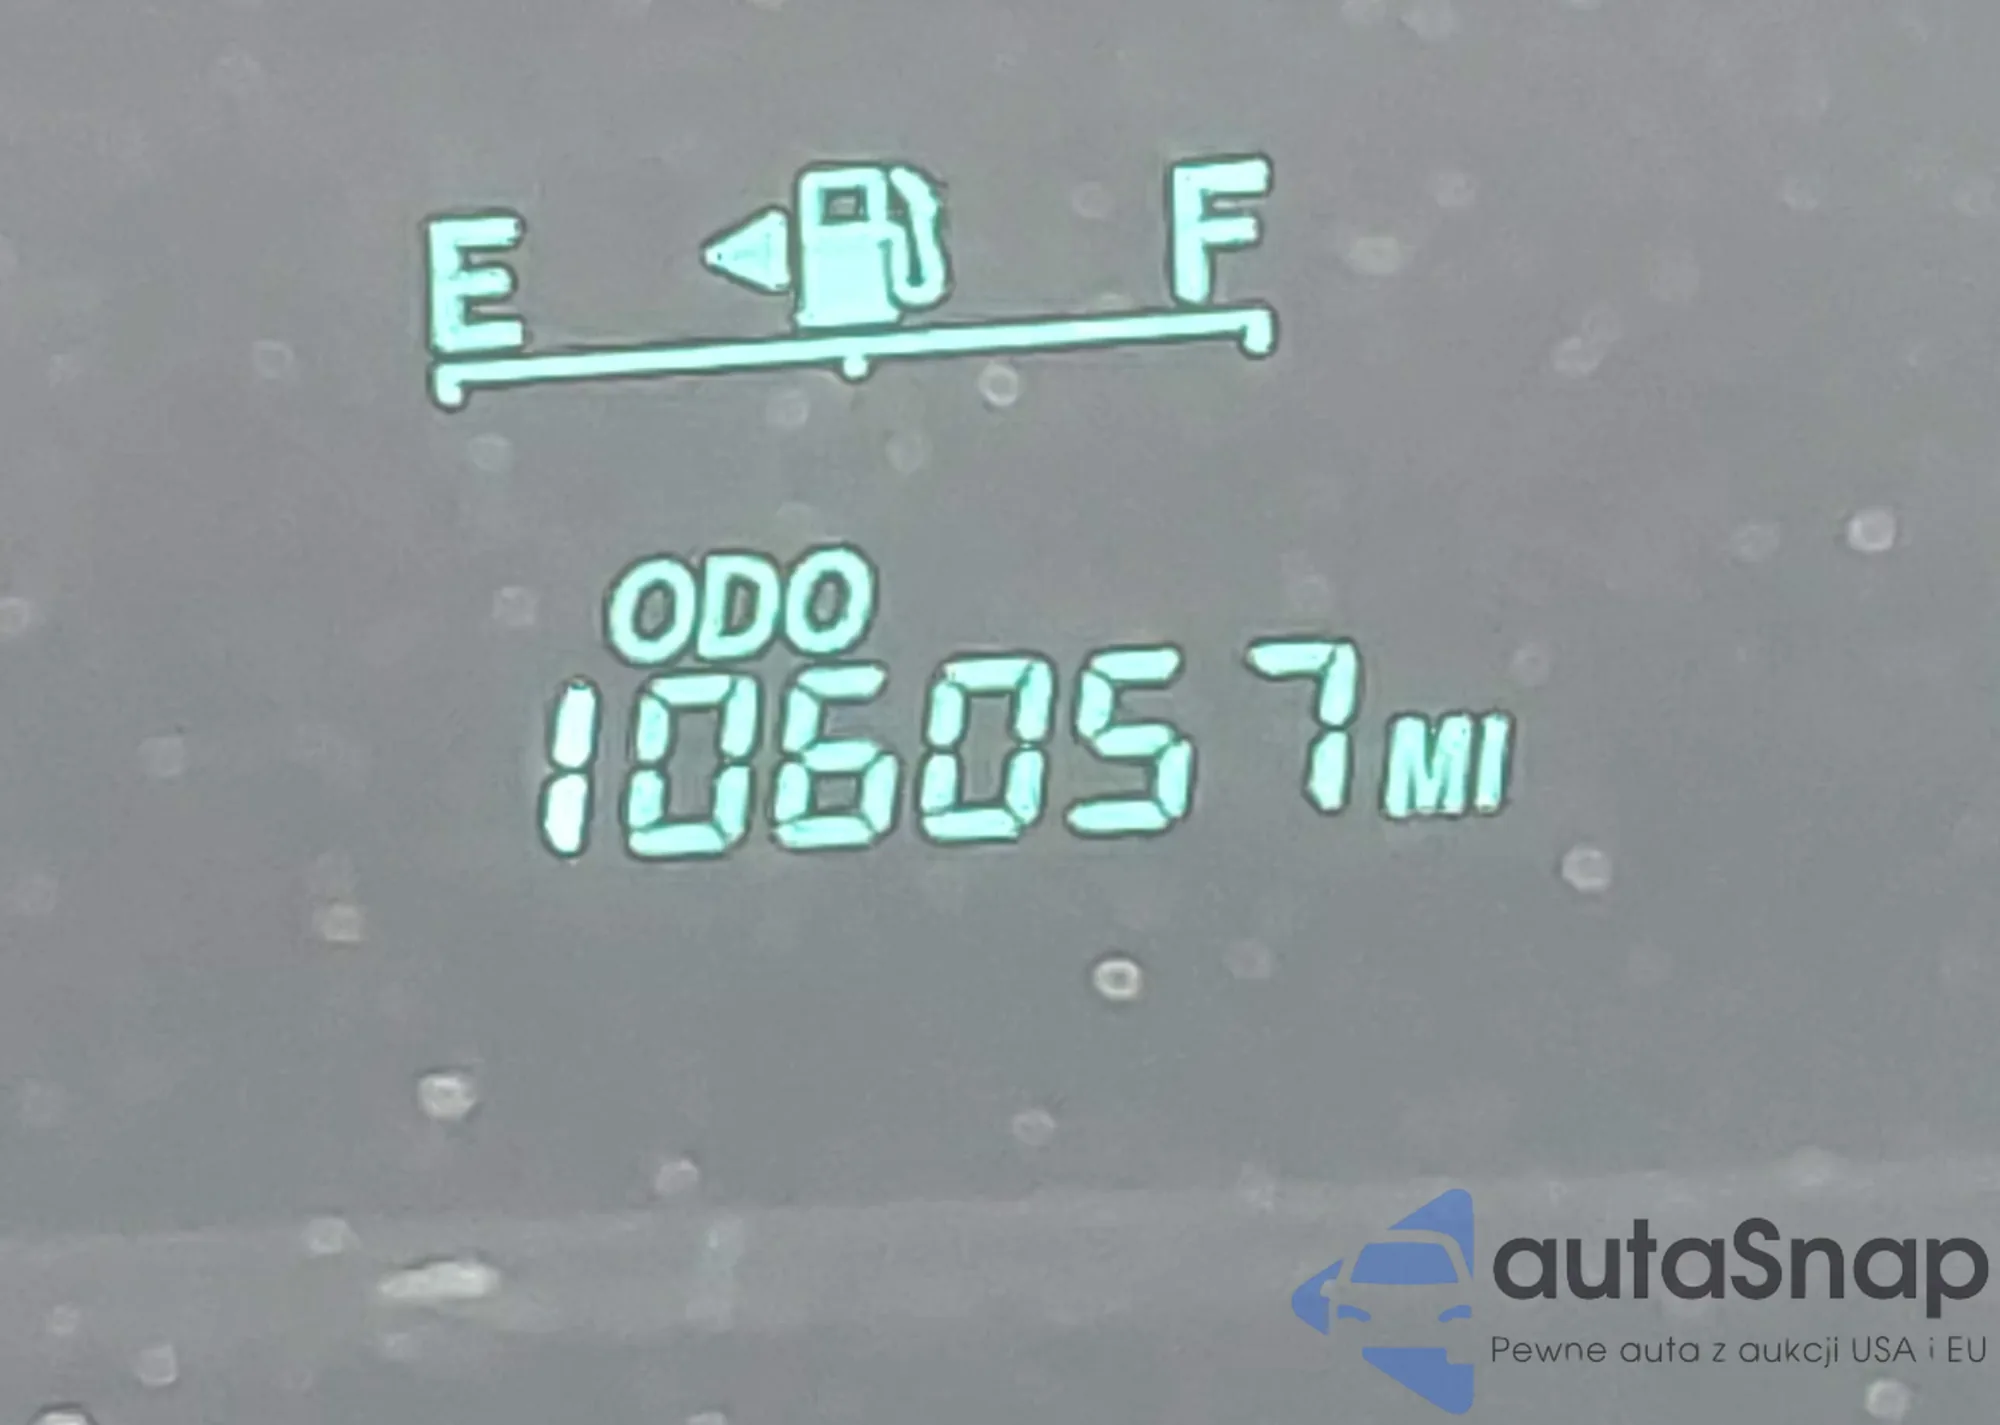 E F
ODO
106057 MI
autaSnap
Pewne auta z aukcji USA i EU